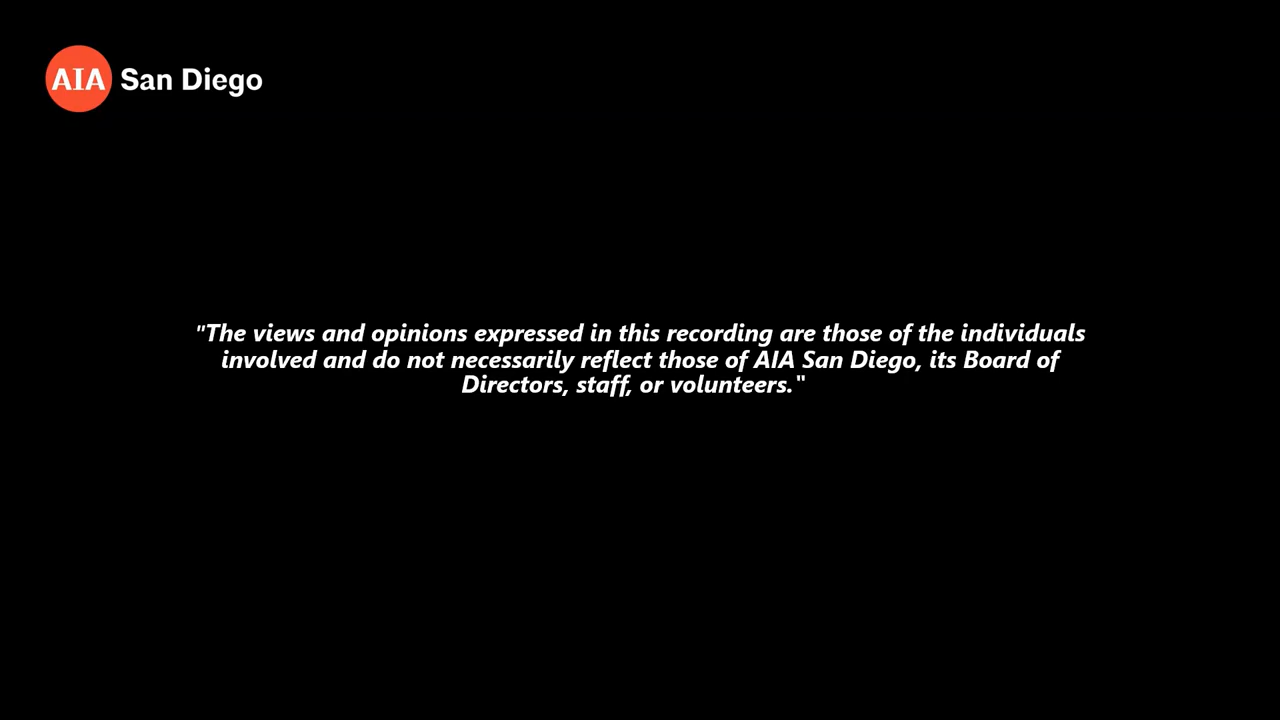 AIA San Diego
"The views and opinions expressed in this recording are those of the individuals
involved and do not necessarily reflect those of AIA San Diego, its Board of
Directors, staff, or volunteers."